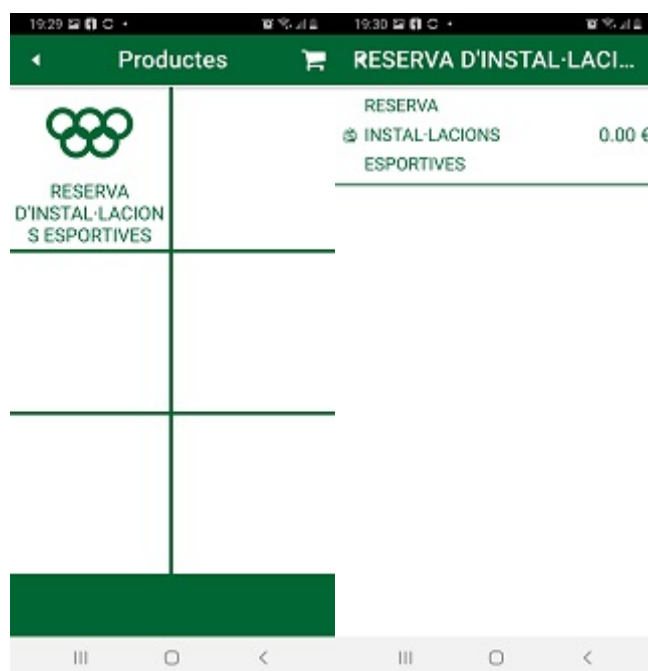 19:29
Productes
RESERVA
D'INSTAL·LACION
S ESPORTIVES
19:30
RESERVA D'INSTAL·LACI...
RESERVA
INSTAL·LACIONS
ESPORTIVES
0.00 €